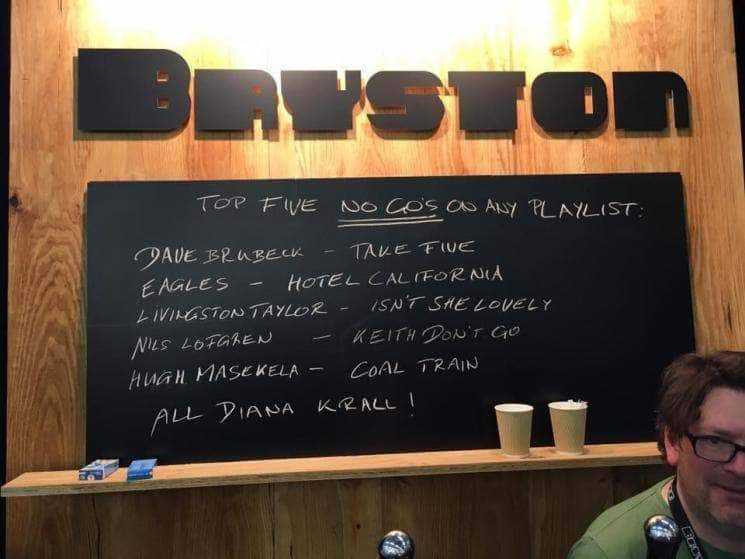 BRYSTON
TOP FIVE NO GO'S ON ANY PLAYLIST:
DAVE BRUBECK – TAKE FIVE
EAGLES – HOTEL CALIFORNIA
LIVINGSTON TAYLOR – ISN'T SHE LOVELY
NILS LOFGREN – KEITH DON'T GO
HUGH MASEKELA – COAL TRAIN
ALL DIANA KRALL!